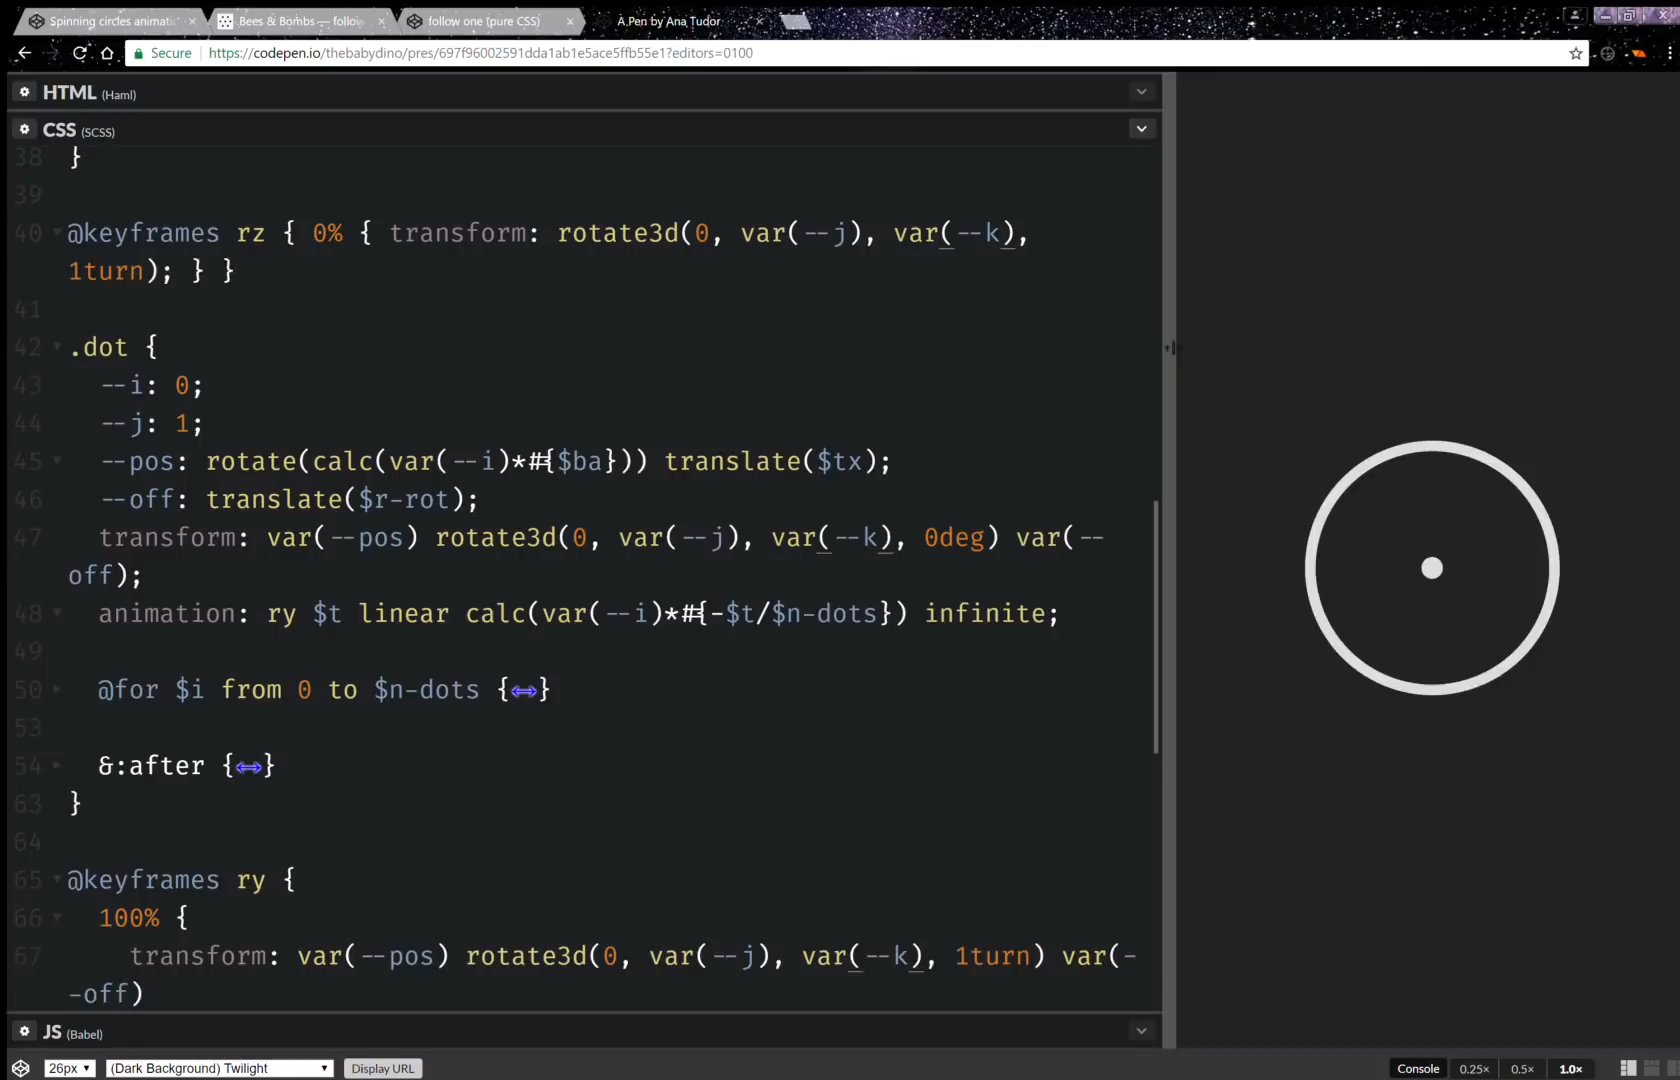 Spinning circles animatic
Bees & Bombs — follow
follow one (pure CSS)
A Pen by Ana Tudor
Secure https://codepen.io/thebabydino/pres/697f96002591dda1ab1e5ace5ffb55e1?editors=0100
HTML (Haml)
CSS (SCSS)
38 }
39
40 @keyframes rz { 0% { transform: rotate3d(0, var(--j), var(--k),
1turn); } }
41
42 .dot {
43 --i: 0;
44 --j: 1;
45 --pos: rotate(calc(var(--i)*#{$ba})) translate($tx);
46 --off: translate($r-rot);
47 transform: var(--pos) rotate3d(0, var(--j), var(--k), 0deg) var(--
off);
48 animation: ry $t linear calc(var(--i)*#{-$t/$n-dots}) infinite;
49
50 @for $i from 0 to $n-dots {↔}
53
54 &:after {↔}
63 }
64
65 @keyframes ry {
66 100% {
67 transform: var(--pos) rotate3d(0, var(--j), var(--k), 1turn) var(-
-off)
JS (Babel)
26px (Dark Background) Twilight Display URL
Console 0.25× 0.5× 1.0×